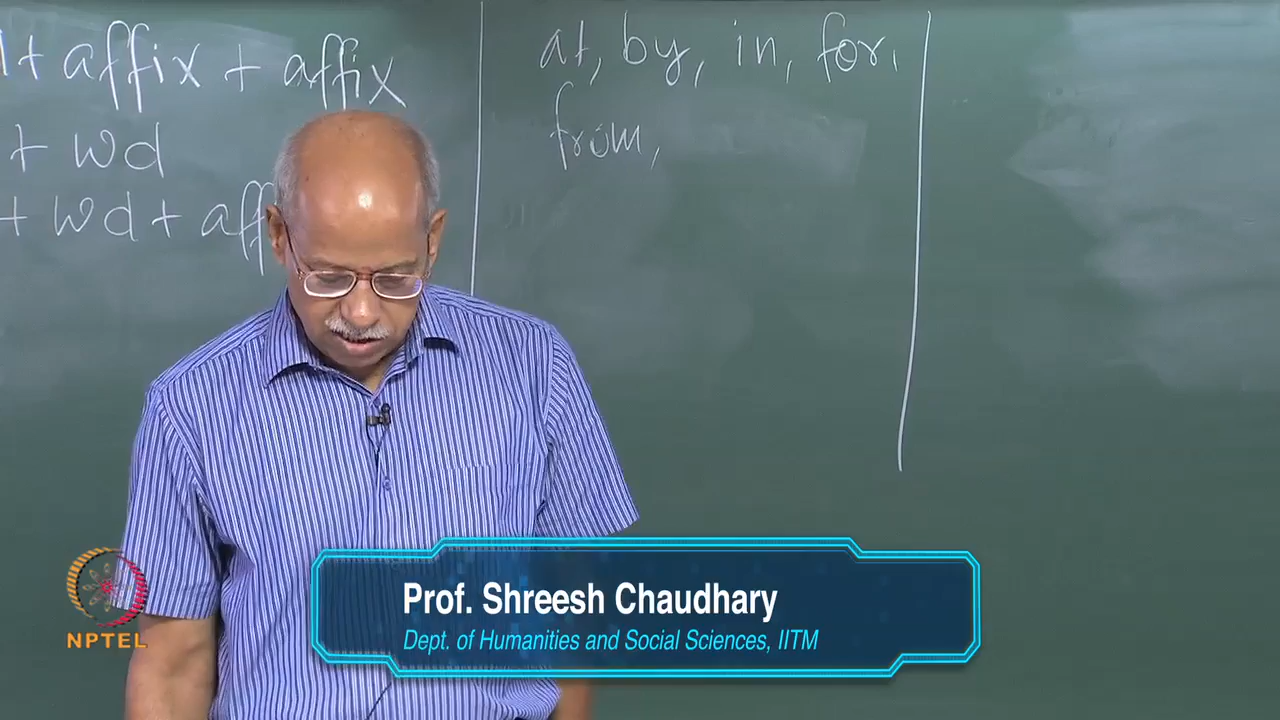 + affix + affix
+ wd
+ wd + aff
at, by, in, for,
from,
Prof. Shreesh Chaudhary
Dept. of Humanities and Social Sciences, IITM
NPTEL